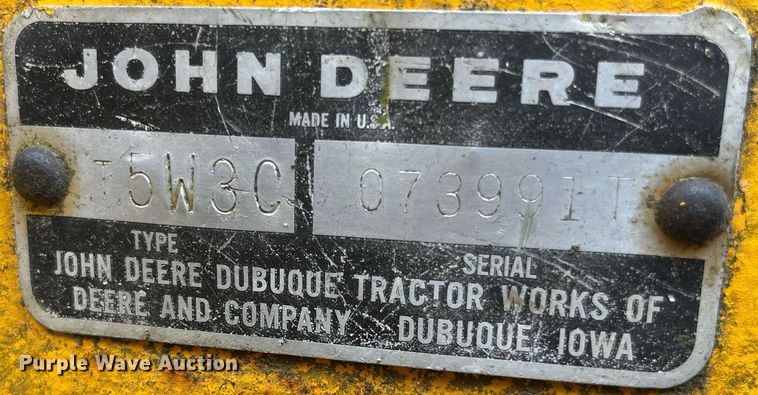 JOHN DEERE
MADE IN U.S.A.
T5W3CJ 073991T
TYPE SERIAL
JOHN DEERE DUBUQUE TRACTOR WORKS OF
DEERE AND COMPANY DUBUQUE, IOWA
Purple Wave Auction